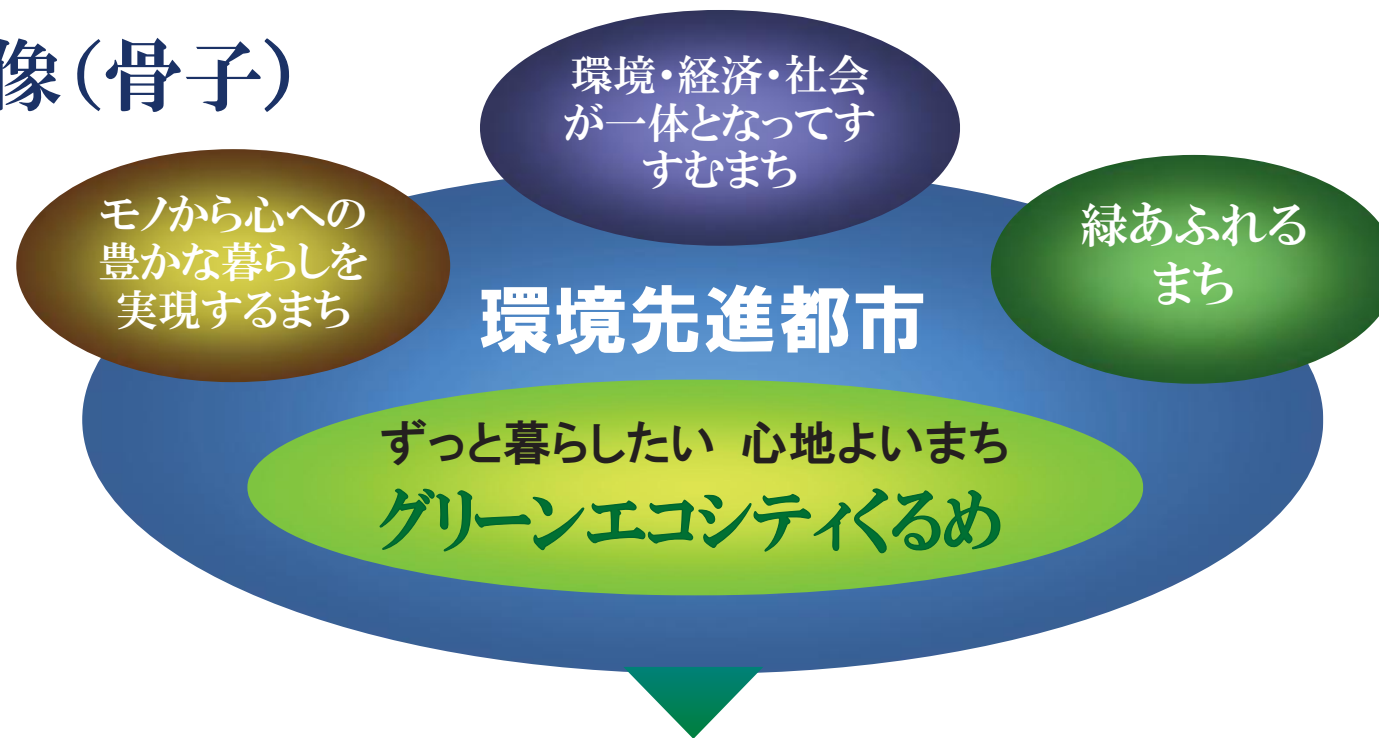 像(骨子)
環境・経済・社会
が一体となってす
すむまち
モノから心への
豊かな暮らしを
実現するまち
緑あふれる
まち
環境先進都市
ずっと暮らしたい 心地よいまち
グリーンエコシティくるめ